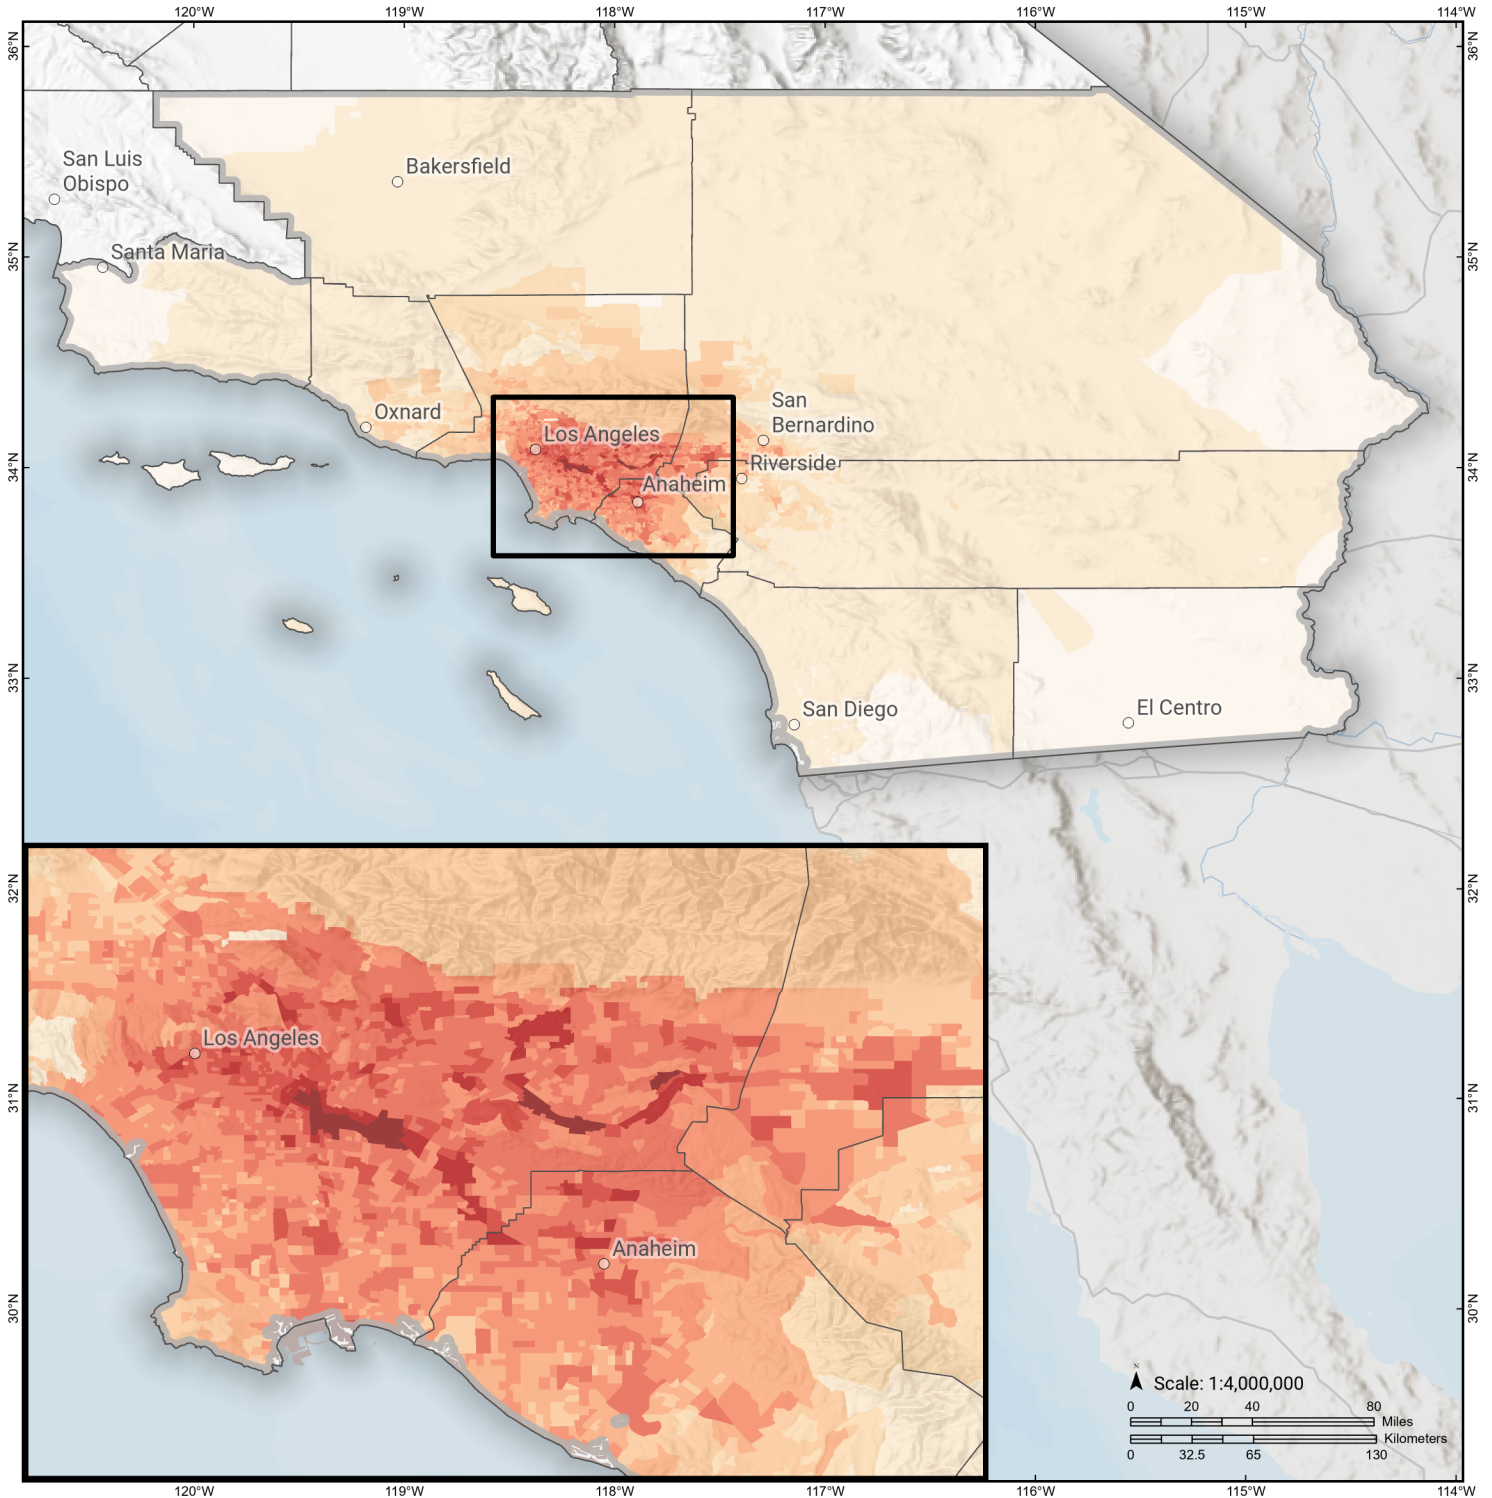 120°W
119°W
118°W
117°W
116°W
115°W
114°W
36°N
36°N
San Luis
Obispo
Bakersfield
Santa Maria
35°N
35°N
Oxnard
San
Bernardino
Los Angeles
Riverside
Anaheim
34°N
34°N
33°N
33°N
San Diego
El Centro
32°N
32°N
Los Angeles
31°N
31°N
Anaheim
30°N
30°N
N
Scale: 1:4,000,000
0
20
40
80
Miles
Kilometers
0
32.5
65
130
120°W
119°W
118°W
117°W
116°W
115°W
114°W